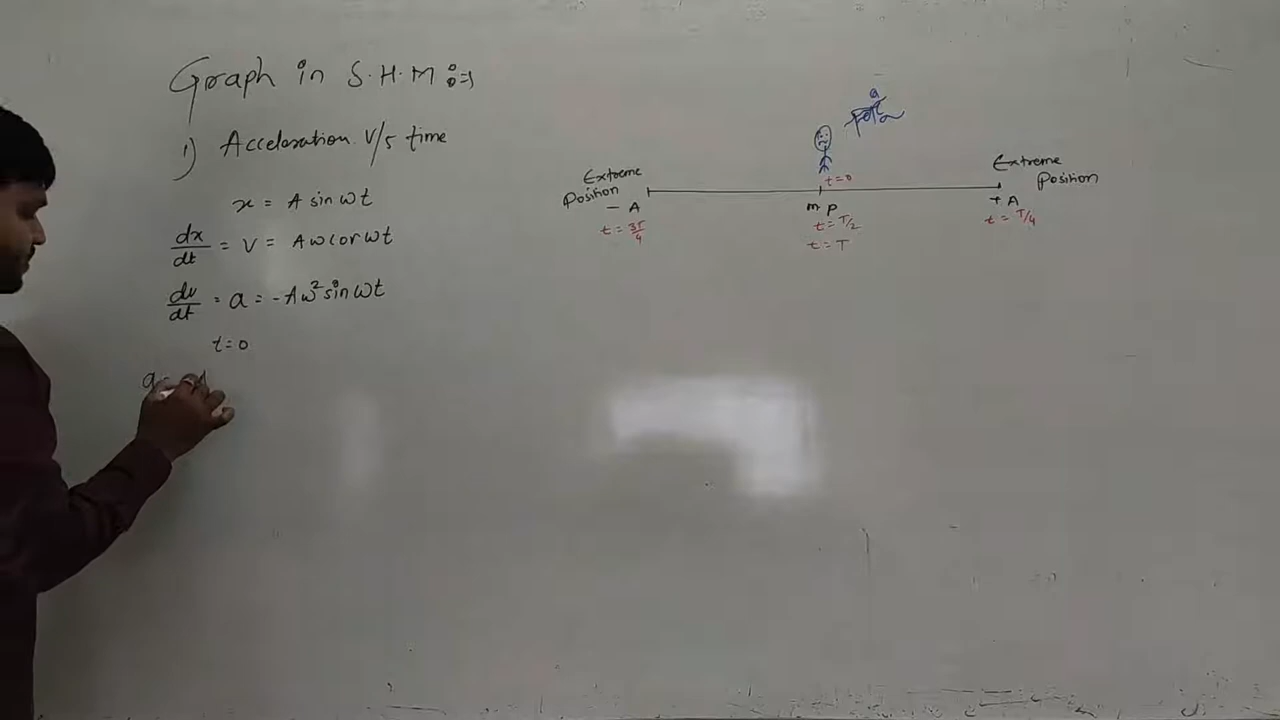 Graph in S.H.M :=>
1) Acceleration V/s time
x = A sin ωt
dx/dt = V = Aω cos ωt
dv/dt = a = -Aω² sin ωt
t=0
a = -A
a
t=0
Extreme
Position
- A
t = 3T/4
m p
t = T/2
t = T
Extreme
Position
+ A
t = T/4